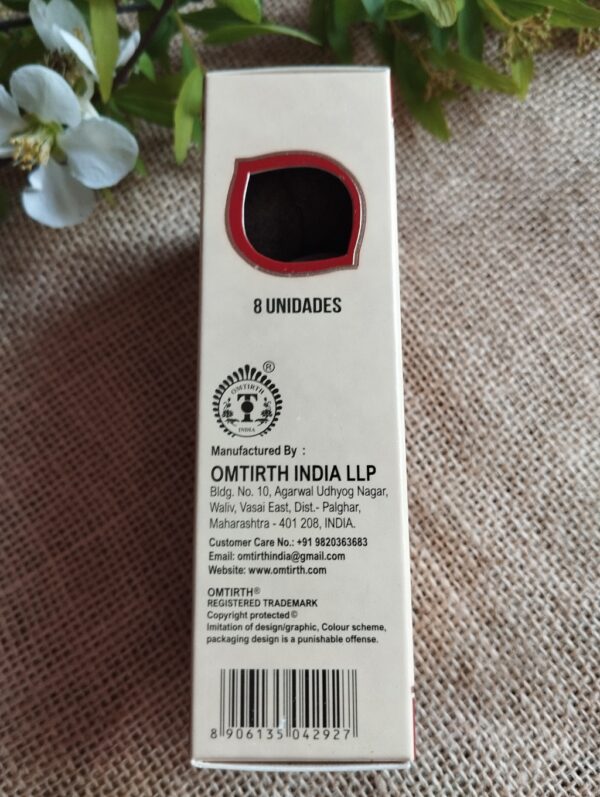 8 UNIDADES
®
OMTIRTH
T
INDIA
Manufactured By :
OMTIRTH INDIA LLP
Bldg. No. 10, Agarwal Udhyog Nagar,
Waliv, Vasai East, Dist.- Palghar,
Maharashtra - 401 208, INDIA.
Customer Care No.: +91 9820363683
Email: omtirthindia@gmail.com
Website: www.omtirth.com
OMTIRTH®
REGISTERED TRADEMARK
Copyright protected ©
Imitation of design/graphic, Colour scheme,
packaging design is a punishable offense.
8 906135 042927